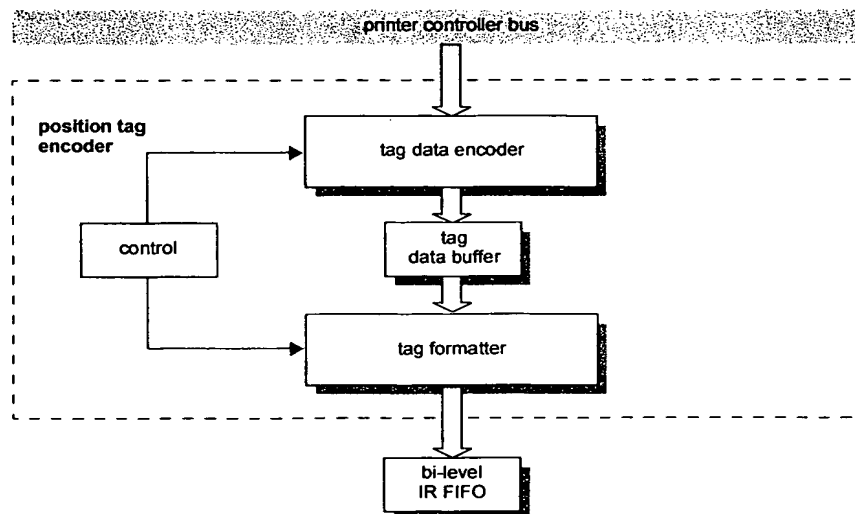 printer controller bus
position tag
encoder
tag data encoder
tag
data buffer
control
tag formatter
bi-level
IR FIFO